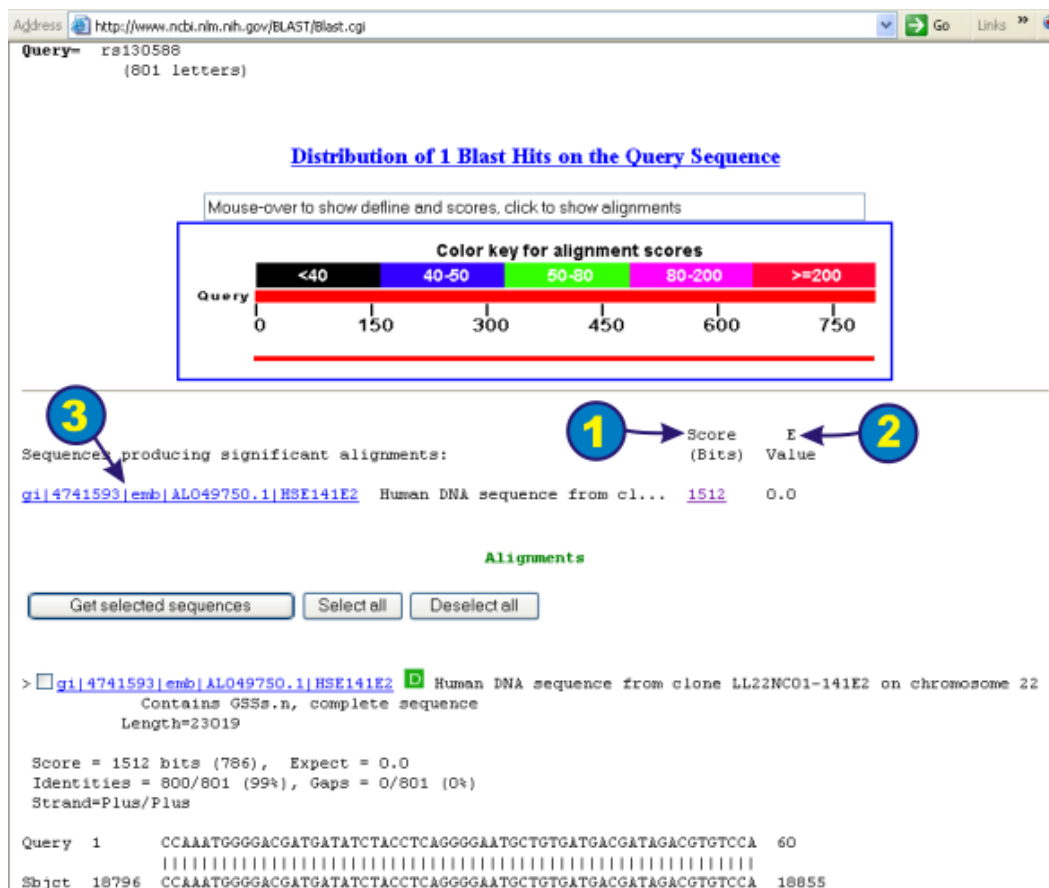 Address http://www.ncbi.nlm.nih.gov/BLAST/Blast.cgi Go Links »
Query= rs130588
(801 letters)
Distribution of 1 Blast Hits on the Query Sequence
Mouse-over to show defline and scores, click to show alignments
Color key for alignment scores
<40 40-50 50-80 80-200 >=200
Query
0 150 300 450 600 750
3 1 2
Score E
Sequences producing significant alignments: (Bits) Value
gi|4741593|emb|AL049750.1|HSE141E2 Human DNA sequence from cl... 1512 0.0
Alignments
Get selected sequences Select all Deselect all
> gi|4741593|emb|AL049750.1|HSE141E2 D Human DNA sequence from clone LL22NC01-141E2 on chromosome 22
Contains GSSs.n, complete sequence
Length=23019
Score = 1512 bits (786), Expect = 0.0
Identities = 800/801 (99%), Gaps = 0/801 (0%)
Strand=Plus/Plus
Query 1 CCAAATGGGGACGATGATATCTACCTCAGGGGAATGCTGTGATGACGATAGACGTGTCCA 60
||||||||||||||||||||||||||||||||||||||||||||||||||||||||||||
Sbjct 18796 CCAAATGGGGACGATGATATCTACCTCAGGGGAATGCTGTGATGACGATAGACGTGTCCA 18855